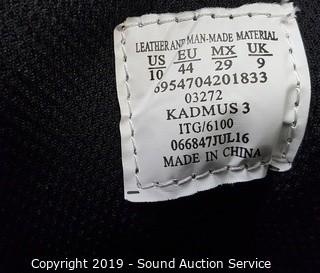 LEATHER AND MAN-MADE MATERIAL
US EU MX UK
10 44 29 9
6954704201833
03272
KADMUS 3
ITG/6100
066847JUL16
MADE IN CHINA
Copyright 2019 - Sound Auction Service